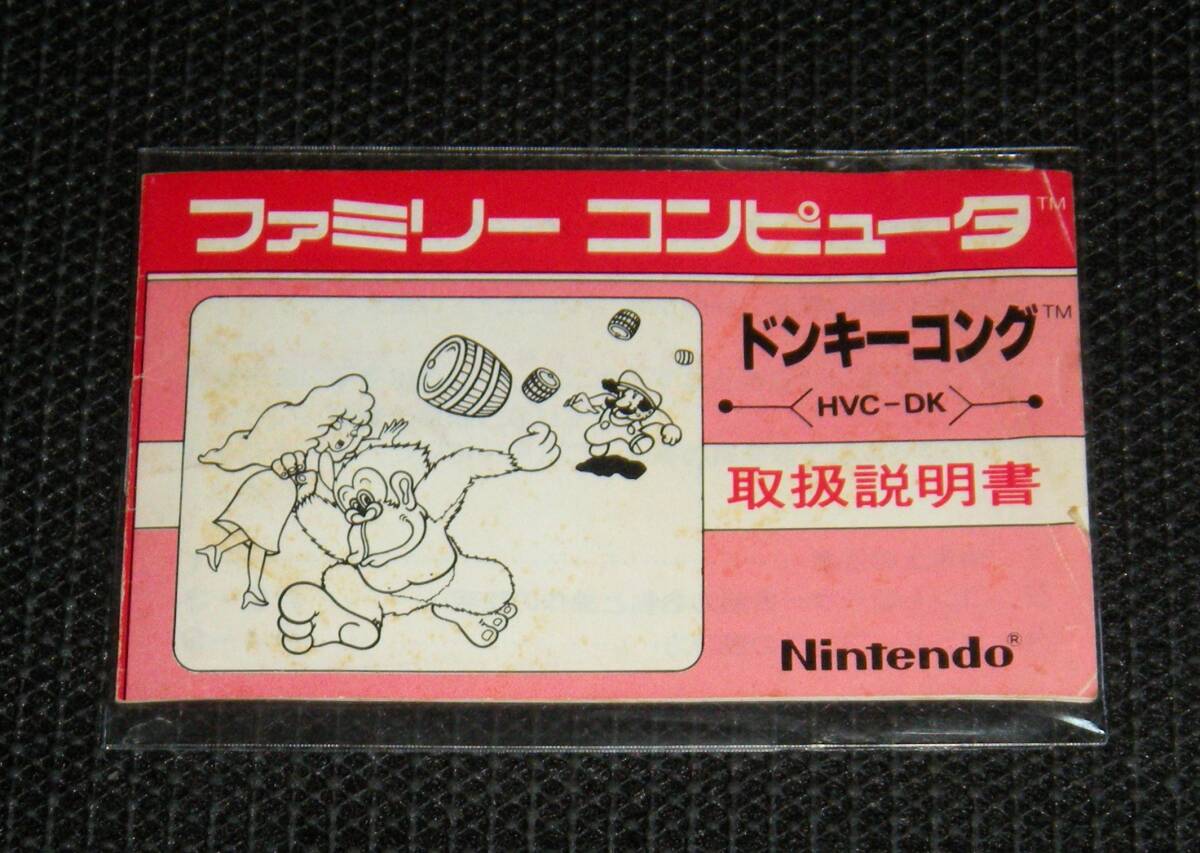 ファミリー コンピュータ™
ドンキーコング™
HVC-DK
取扱説明書
Nintendo®